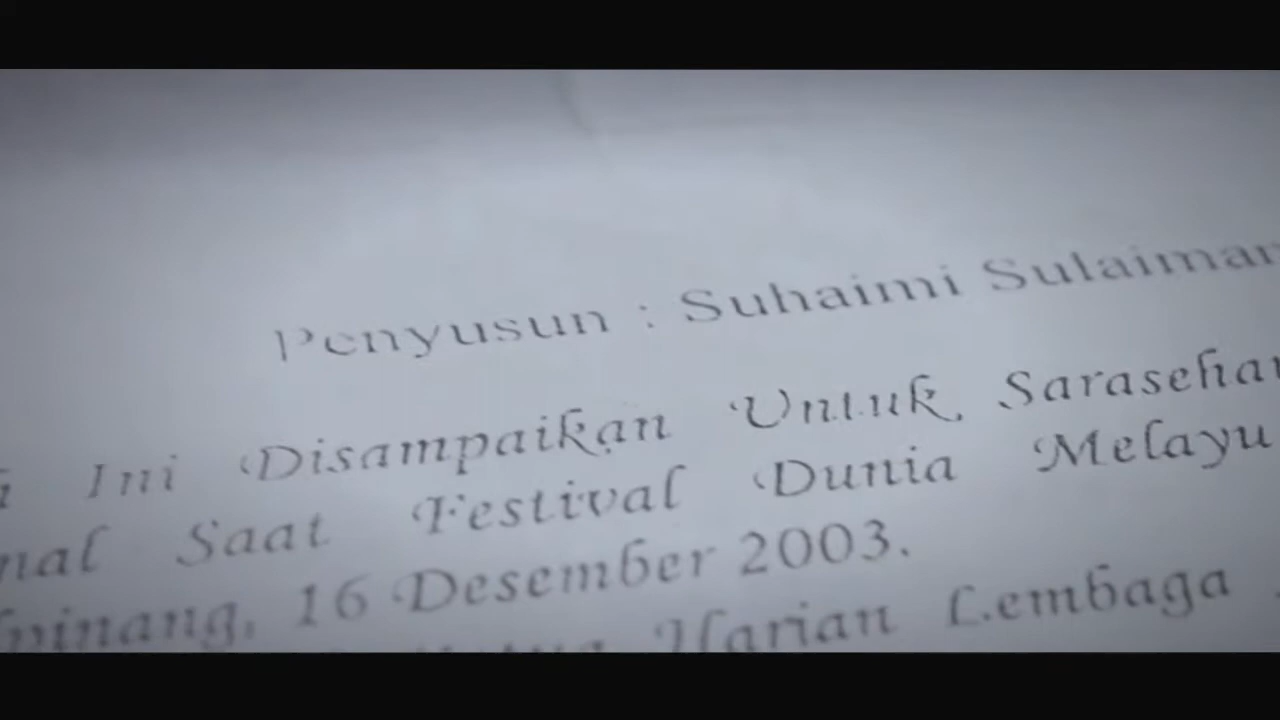 Penyusun : Suhaimi Sulaiman
Ini Disampaikan Untuk Sarasehan
Saat Festival Dunia Melayu
16 Desember 2003.
Harian Lembaga